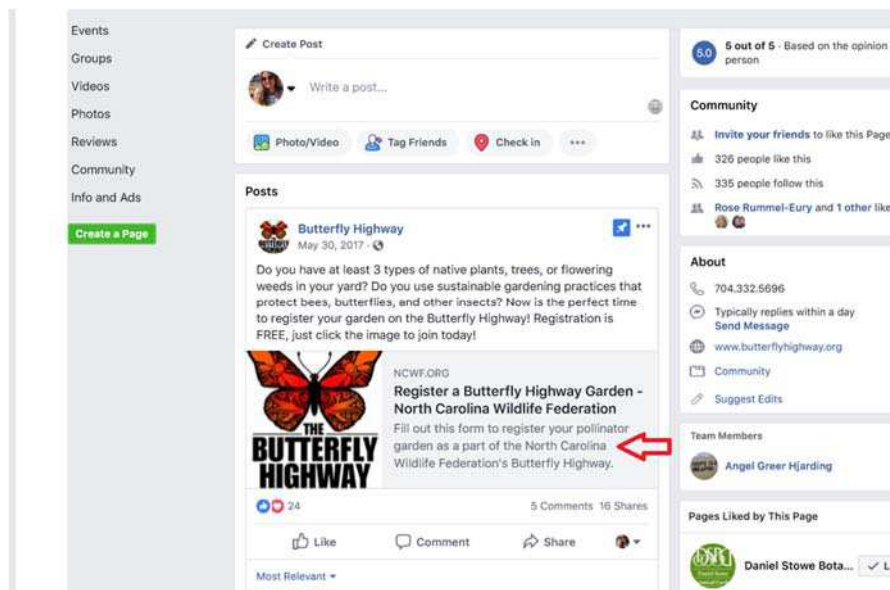 Events
Groups
Videos
Photos
Reviews
Community
Info and Ads
Create a Page
Create Post
Write a post...
Photo/Video
Tag Friends
Check in
Posts
Butterfly Highway
May 30, 2017 ·
Do you have at least 3 types of native plants, trees, or flowering
weeds in your yard? Do you use sustainable gardening practices that
protect bees, butterflies, and other insects? Now is the perfect time
to register your garden on the Butterfly Highway! Registration is
FREE, just click the image to join today!
THE
BUTTERFLY
HIGHWAY
NCWF.ORG
Register a Butterfly Highway Garden -
North Carolina Wildlife Federation
Fill out this form to register your pollinator
garden as a part of the North Carolina
Wildlife Federation's Butterfly Highway.
24
5 Comments 16 Shares
Like
Comment
Share
Most Relevant
5.0
5 out of 5 · Based on the opinion
person
Community
Invite your friends to like this Page
326 people like this
335 people follow this
Rose Rummel-Eury and 1 other like
About
704.332.5696
Typically replies within a day
Send Message
www.butterflyhighway.org
Community
Suggest Edits
Team Members
Angel Greer Hjarding
Pages Liked by This Page
Daniel Stowe Bota...